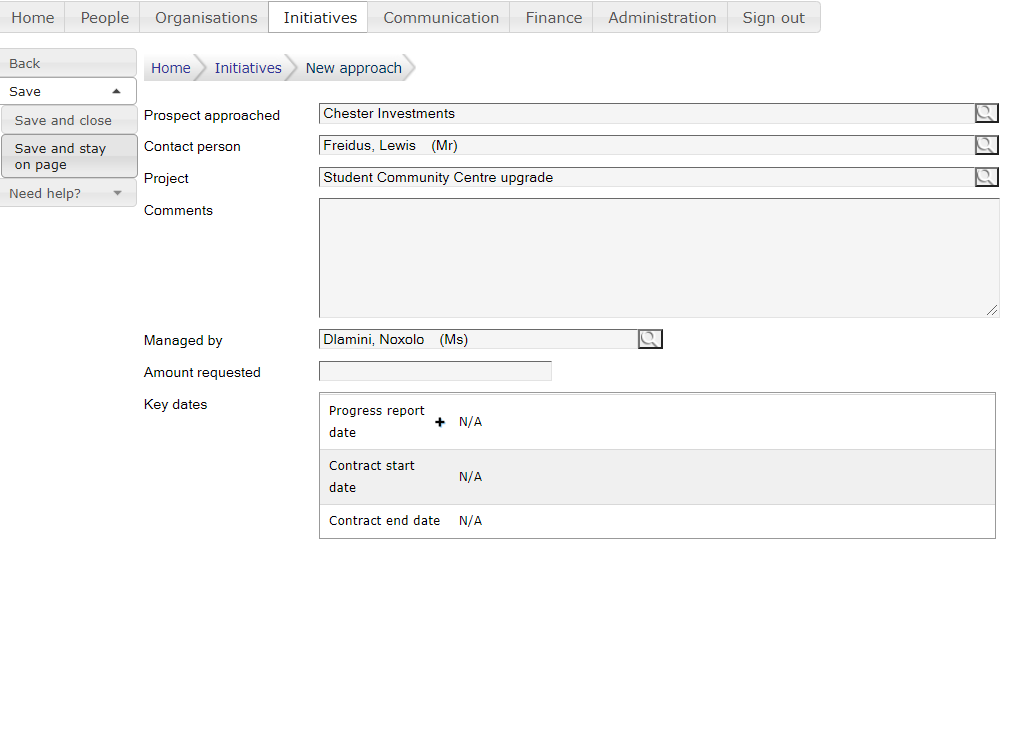 Home People Organisations Initiatives Communication Finance Administration Sign out
Back
Save
Save and close
Save and stay
on page
Need help?
Home Initiatives New approach
Prospect approached Chester Investments
Contact person Freidus, Lewis (Mr)
Project Student Community Centre upgrade
Comments
Managed by Dlamini, Noxolo (Ms)
Amount requested
Key dates
Progress report
date
N/A
Contract start
date
N/A
Contract end date N/A